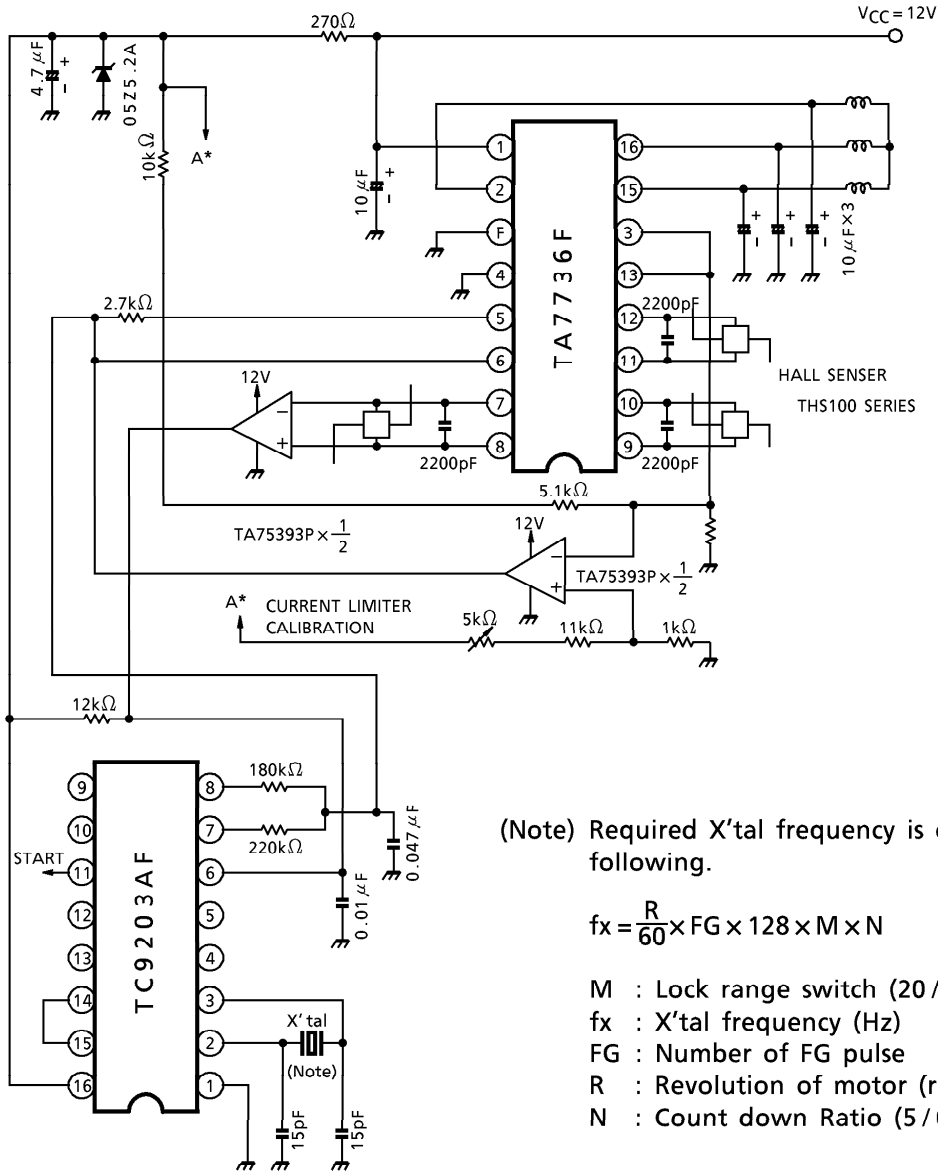 270Ω
VCC = 12V
4.7μF
+
-
05Z5.2A
A*
10kΩ
10μF
+
-
TA7736F
1
2
F
4
5
6
7
8
16
15
3
13
12
11
10
9
+
-
+
-
+
-
10μF×3
2.7kΩ
2200pF
12V
-
+
2200pF
2200pF
HALL SENSER
THS100 SERIES
5.1kΩ
TA75393P × 1/2
12V
-
+
TA75393P × 1/2
A*
CURRENT LIMITER
CALIBRATION
5kΩ
11kΩ
1kΩ
12kΩ
TC9203AF
9
10
START
11
12
13
14
15
16
8
7
6
5
4
3
2
1
180kΩ
220kΩ
0.047μF
0.01μF
X'tal
(Note)
15pF
15pF
(Note) Required X'tal frequency is
following.
fx = R/60 × FG × 128 × M × N
M : Lock range switch (20/
fx : X'tal frequency (Hz)
FG : Number of FG pulse
R : Revolution of motor (r
N : Count down Ratio (5/